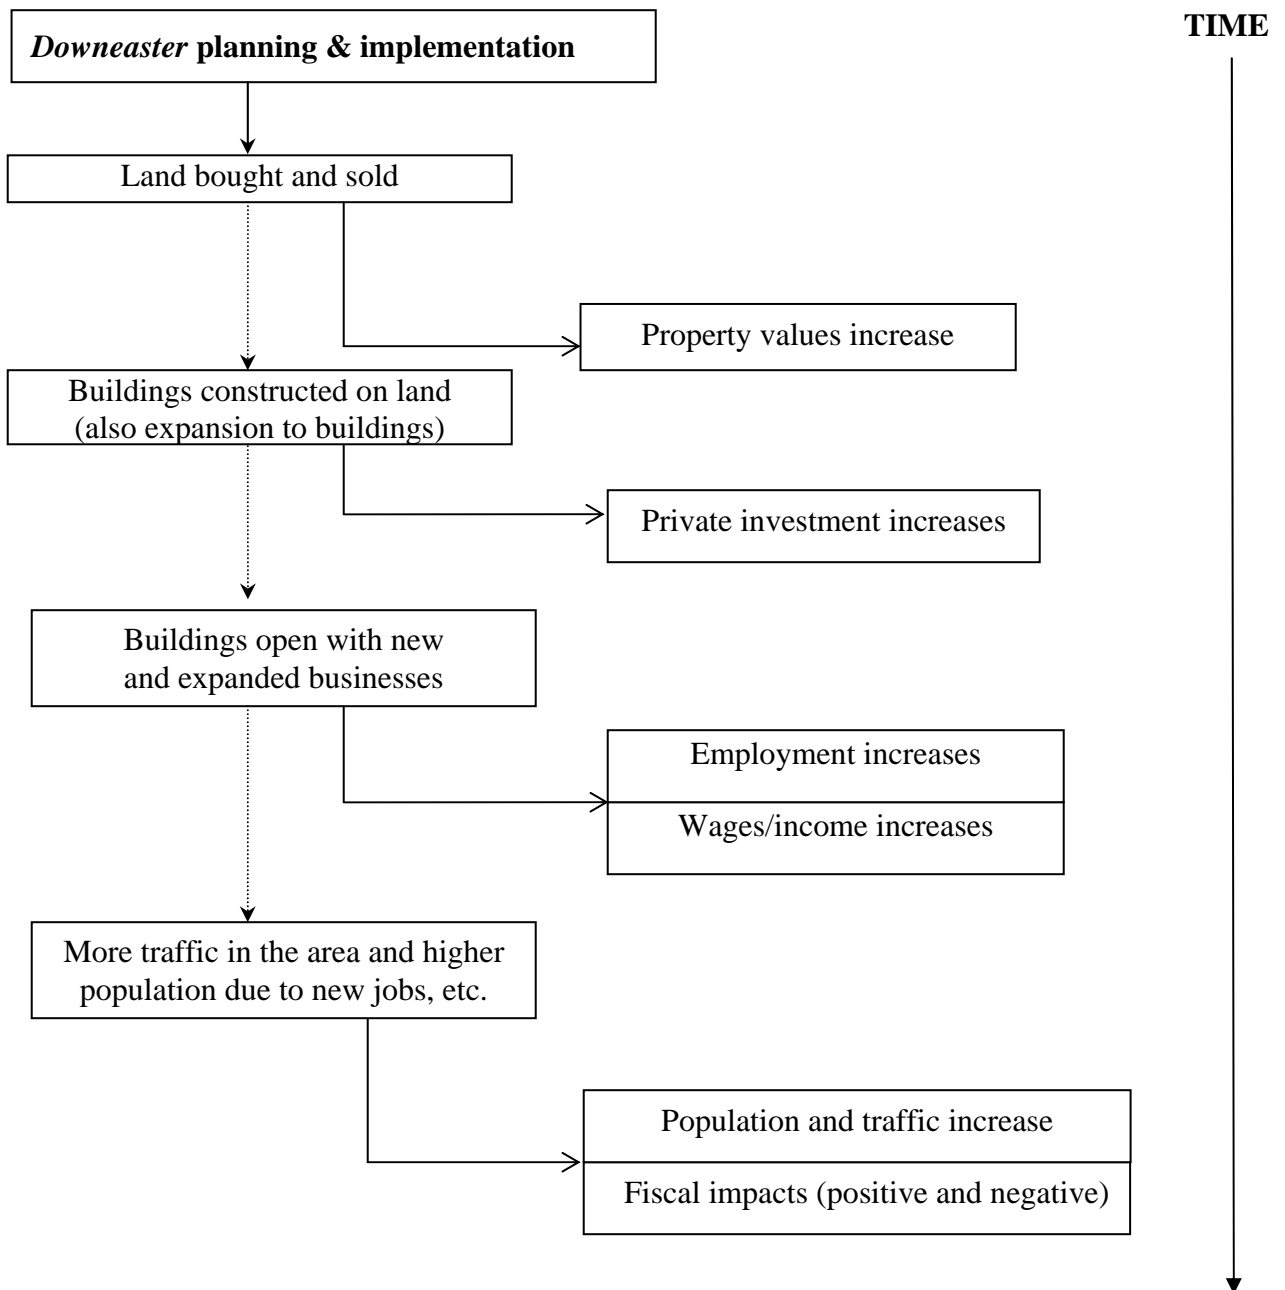 TIME
Downeaster planning & implementation
Land bought and sold
Property values increase
Buildings constructed on land
(also expansion to buildings)
Private investment increases
Buildings open with new
and expanded businesses
Employment increases
Wages/income increases
More traffic in the area and higher
population due to new jobs, etc.
Population and traffic increase
Fiscal impacts (positive and negative)